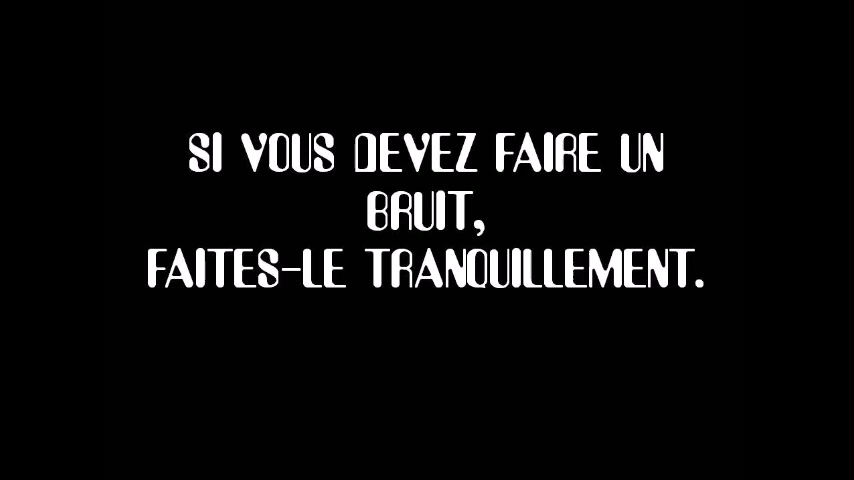 SI VOUS DEVEZ FAIRE UN
BRUIT,
FAITES-LE TRANQUILLEMENT.